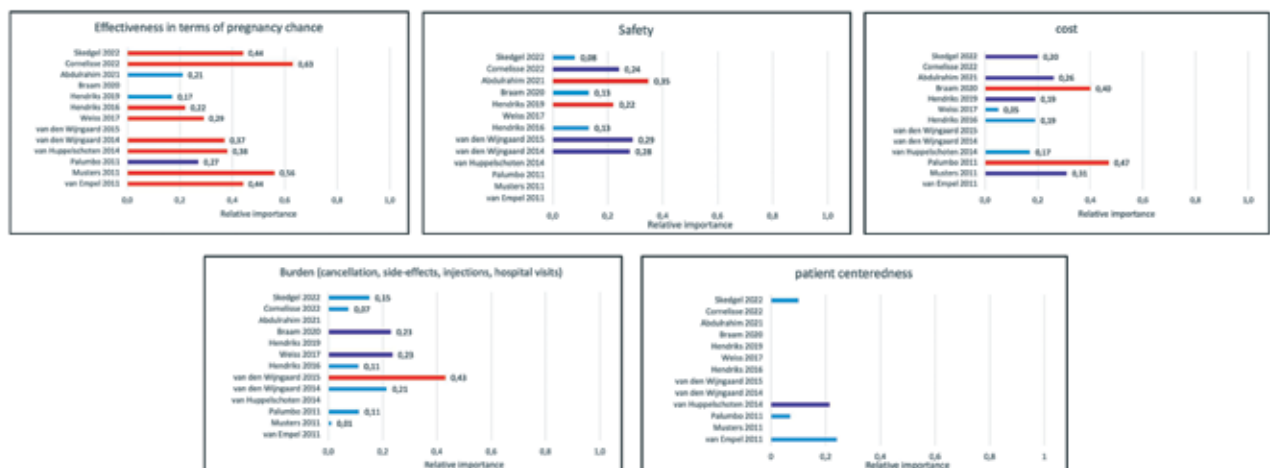 Effectiveness in terms of pregnancy chance
Skedgel 2022 0,44
Cornelisse 2022 0,63
Abdulrahim 2021 0,21
Braam 2020
Hendriks 2019 0,17
Hendriks 2016 0,22
Weiss 2017 0,29
van den Wijngaard 2015
van den Wijngaard 2014 0,37
van Huppelschoten 2014 0,38
Palumbo 2011 0,27
Musters 2011 0,56
van Empel 2011 0,44
0,0 0,2 0,4 0,6 0,8 1,0
Relative importance
Safety
Skedgel 2022 0,08
Cornelisse 2022 0,24
Abdulrahim 2021 0,35
Braam 2020 0,13
Hendriks 2019 0,22
Weiss 2017
Hendriks 2016 0,13
van den Wijngaard 2015 0,29
van den Wijngaard 2014 0,28
van Huppelschoten 2014
Palumbo 2011
Musters 2011
van Empel 2011
0,0 0,2 0,4 0,6 0,8 1,0
Relative importance
cost
Skedgel 2022 0,20
Cornelisse 2022
Abdulrahim 2021 0,26
Braam 2020 0,40
Hendriks 2019 0,19
Weiss 2017 0,05
Hendriks 2016 0,19
van den Wijngaard 2015
van den Wijngaard 2014
van Huppelschoten 2014 0,17
Palumbo 2011 0,47
Musters 2011 0,31
van Empel 2011
0,0 0,2 0,4 0,6 0,8 1,0
Relative importance
Burden (cancellation, side-effects, injections, hospital visits)
Skedgel 2022 0,15
Cornelisse 2022 0,07
Abdulrahim 2021
Braam 2020 0,23
Hendriks 2019
Weiss 2017 0,23
Hendriks 2016 0,11
van den Wijngaard 2015 0,43
van den Wijngaard 2014 0,21
van Huppelschoten 2014
Palumbo 2011 0,11
Musters 2011 0,01
van Empel 2011
0,0 0,2 0,4 0,6 0,8 1,0
Relative importance
patient centeredness
Skedgel 2022
Cornelisse 2022
Abdulrahim 2021
Braam 2020
Hendriks 2019
Weiss 2017
Hendriks 2016
van den Wijngaard 2015
van den Wijngaard 2014
van Huppelschoten 2014
Palumbo 2011
Musters 2011
van Empel 2011
0 0,2 0,4 0,6 0,8 1
Relative importance